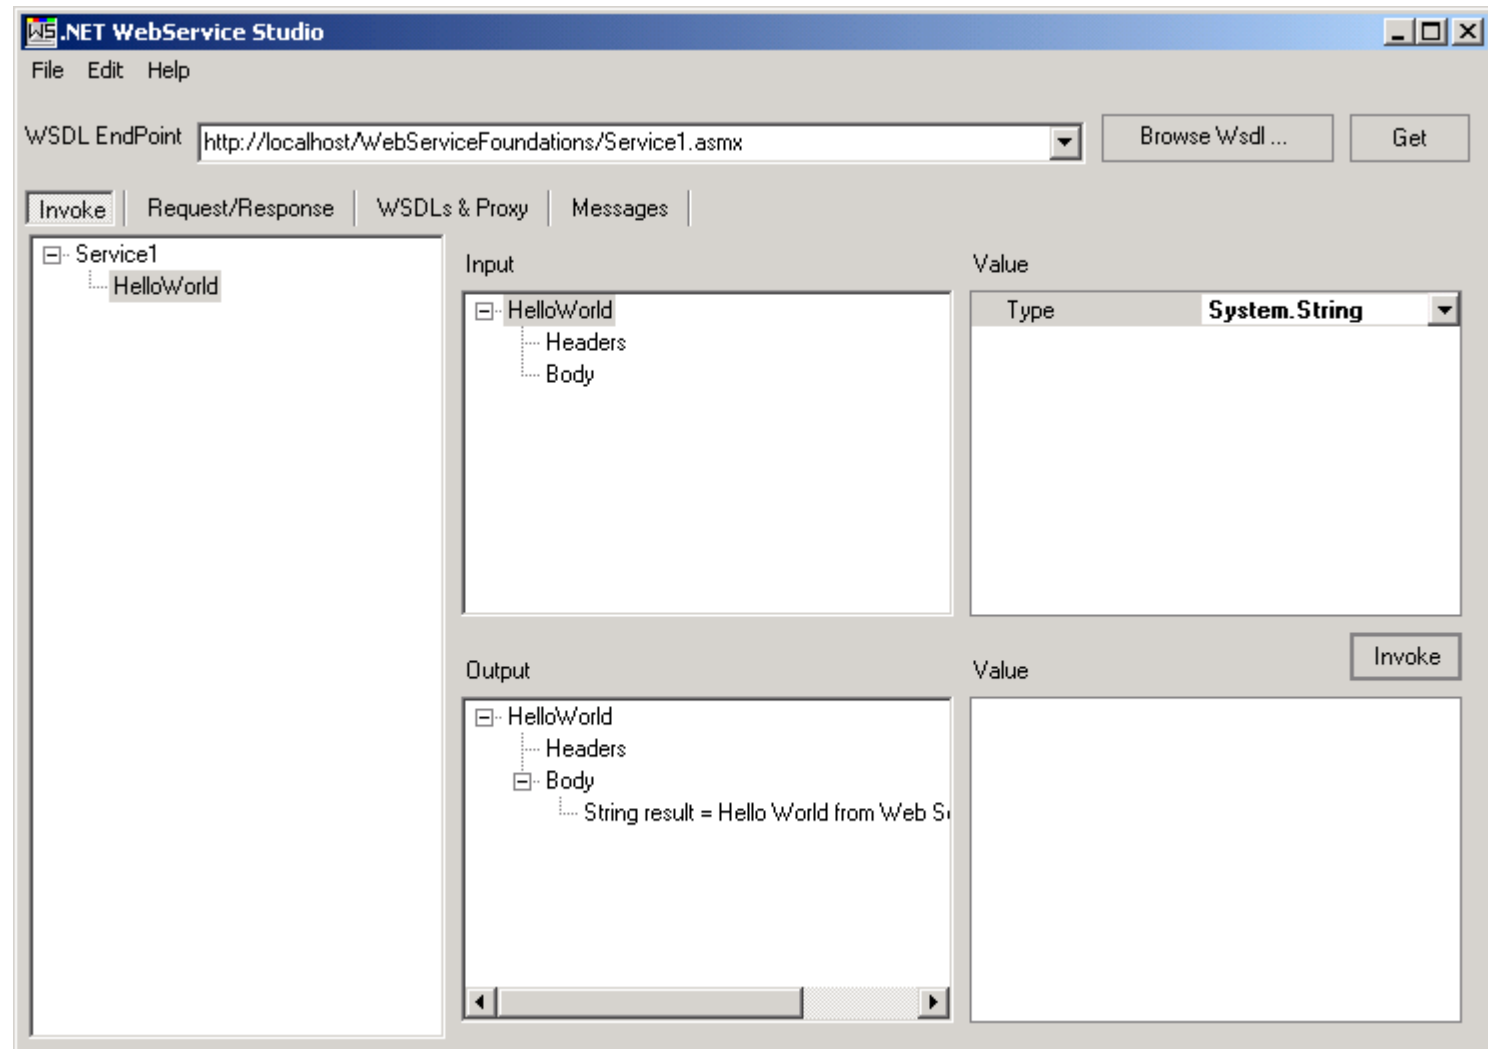 WS .NET WebService Studio
File Edit Help
WSDL EndPoint http://localhost/WebServiceFoundations/Service1.asmx Browse Wsdl ... Get
Invoke Request/Response WSDLs & Proxy Messages
Service1
HelloWorld
Input Value
HelloWorld
Headers
Body
Type System.String
Invoke
Output Value
HelloWorld
Headers
Body
String result = Hello World from Web